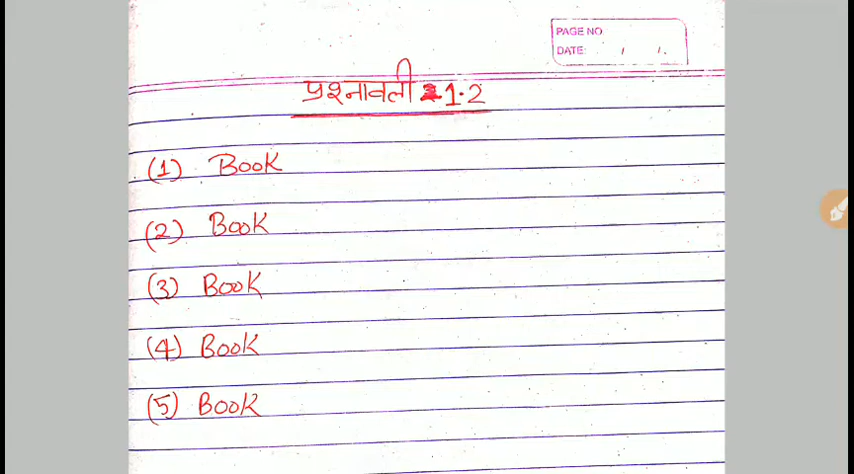 PAGE NO.
DATE: / /
प्रश्नावली 1.2
(1) Book
(2) Book
(3) Book
(4) Book
(5) Book